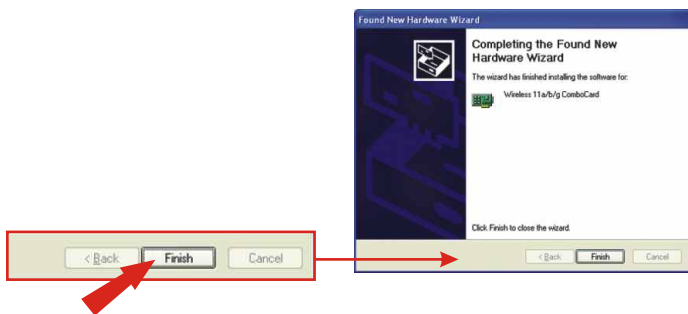 Found New Hardware Wizard
Completing the Found New
Hardware Wizard
The wizard has finished installing the software for:
Wireless 11a/b/g ComboCard
Click Finish to close the wizard.
< Back Finish Cancel
< Back Finish Cancel